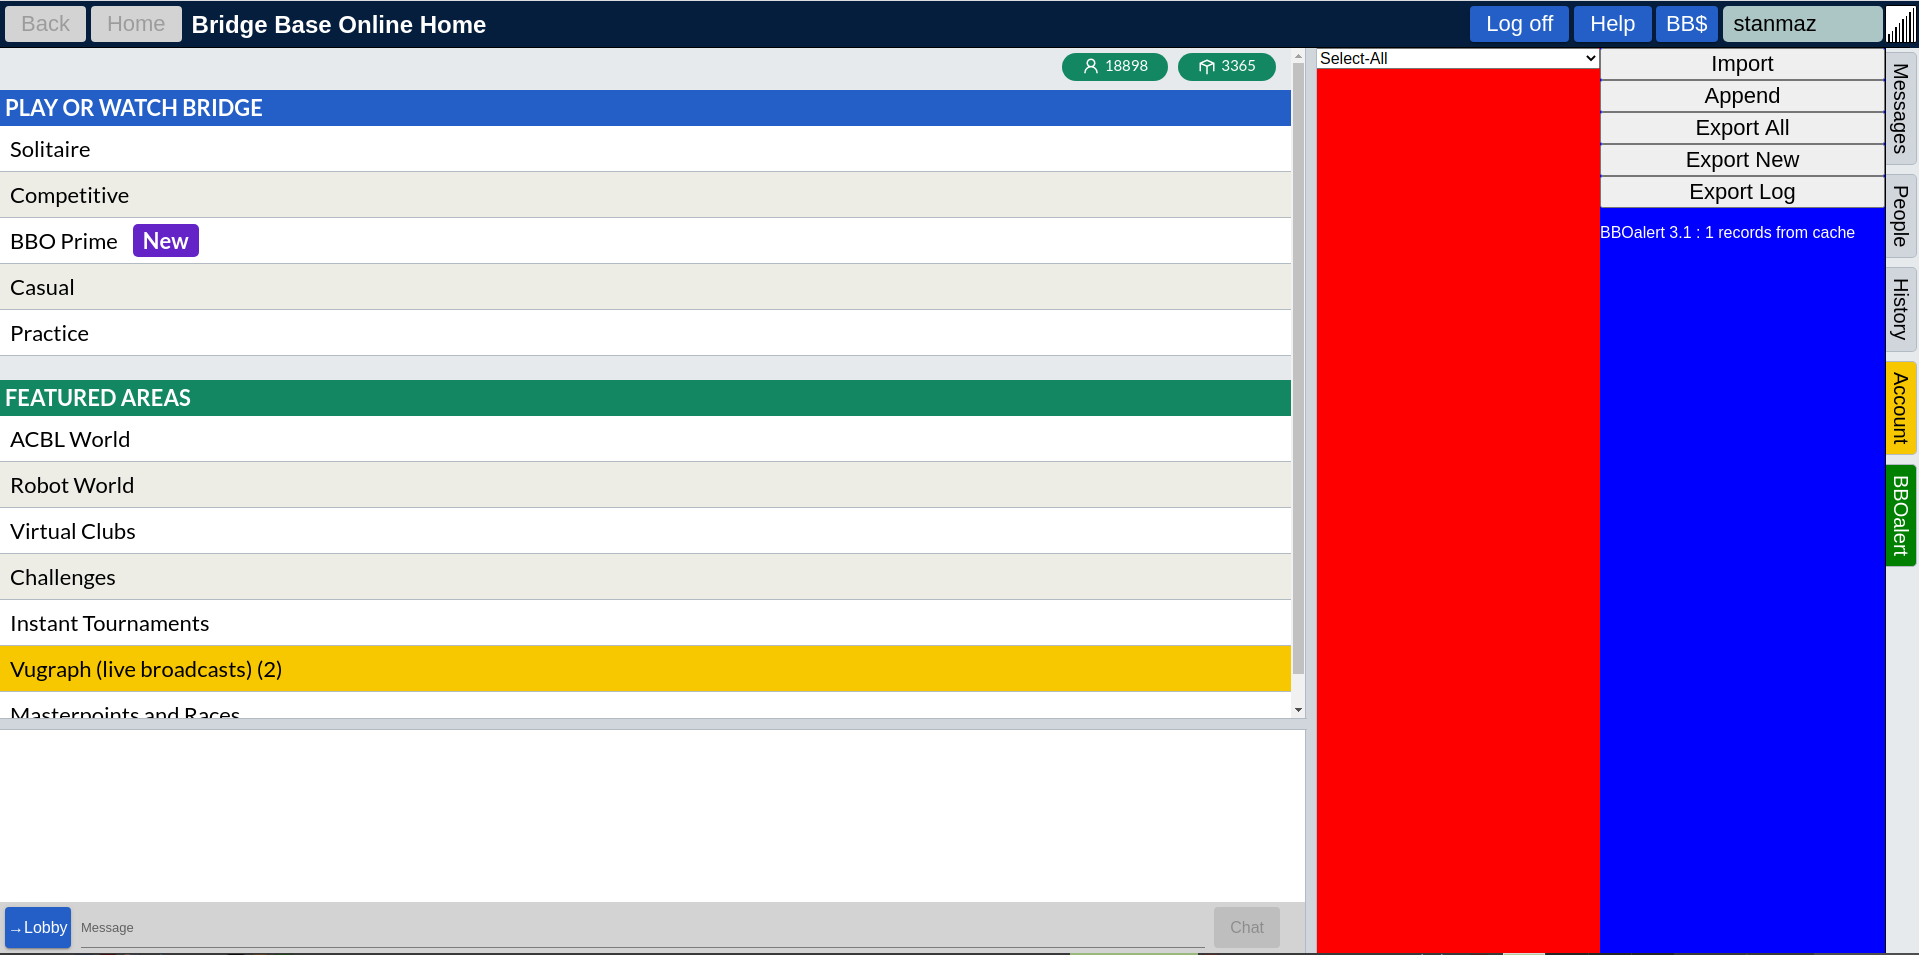 Back Home Bridge Base Online Home Log off Help BB$ stanmaz
18898 3365
PLAY OR WATCH BRIDGE
Solitaire
Competitive
BBO Prime New
Casual
Practice
FEATURED AREAS
ACBL World
Robot World
Virtual Clubs
Challenges
Instant Tournaments
Vugraph (live broadcasts) (2)
Masterpoints and Races
→Lobby Message Chat
Select-All
Import
Append
Export All
Export New
Export Log
BBOalert 3.1 : 1 records from cache
Messages
People
History
Account
BBOalert